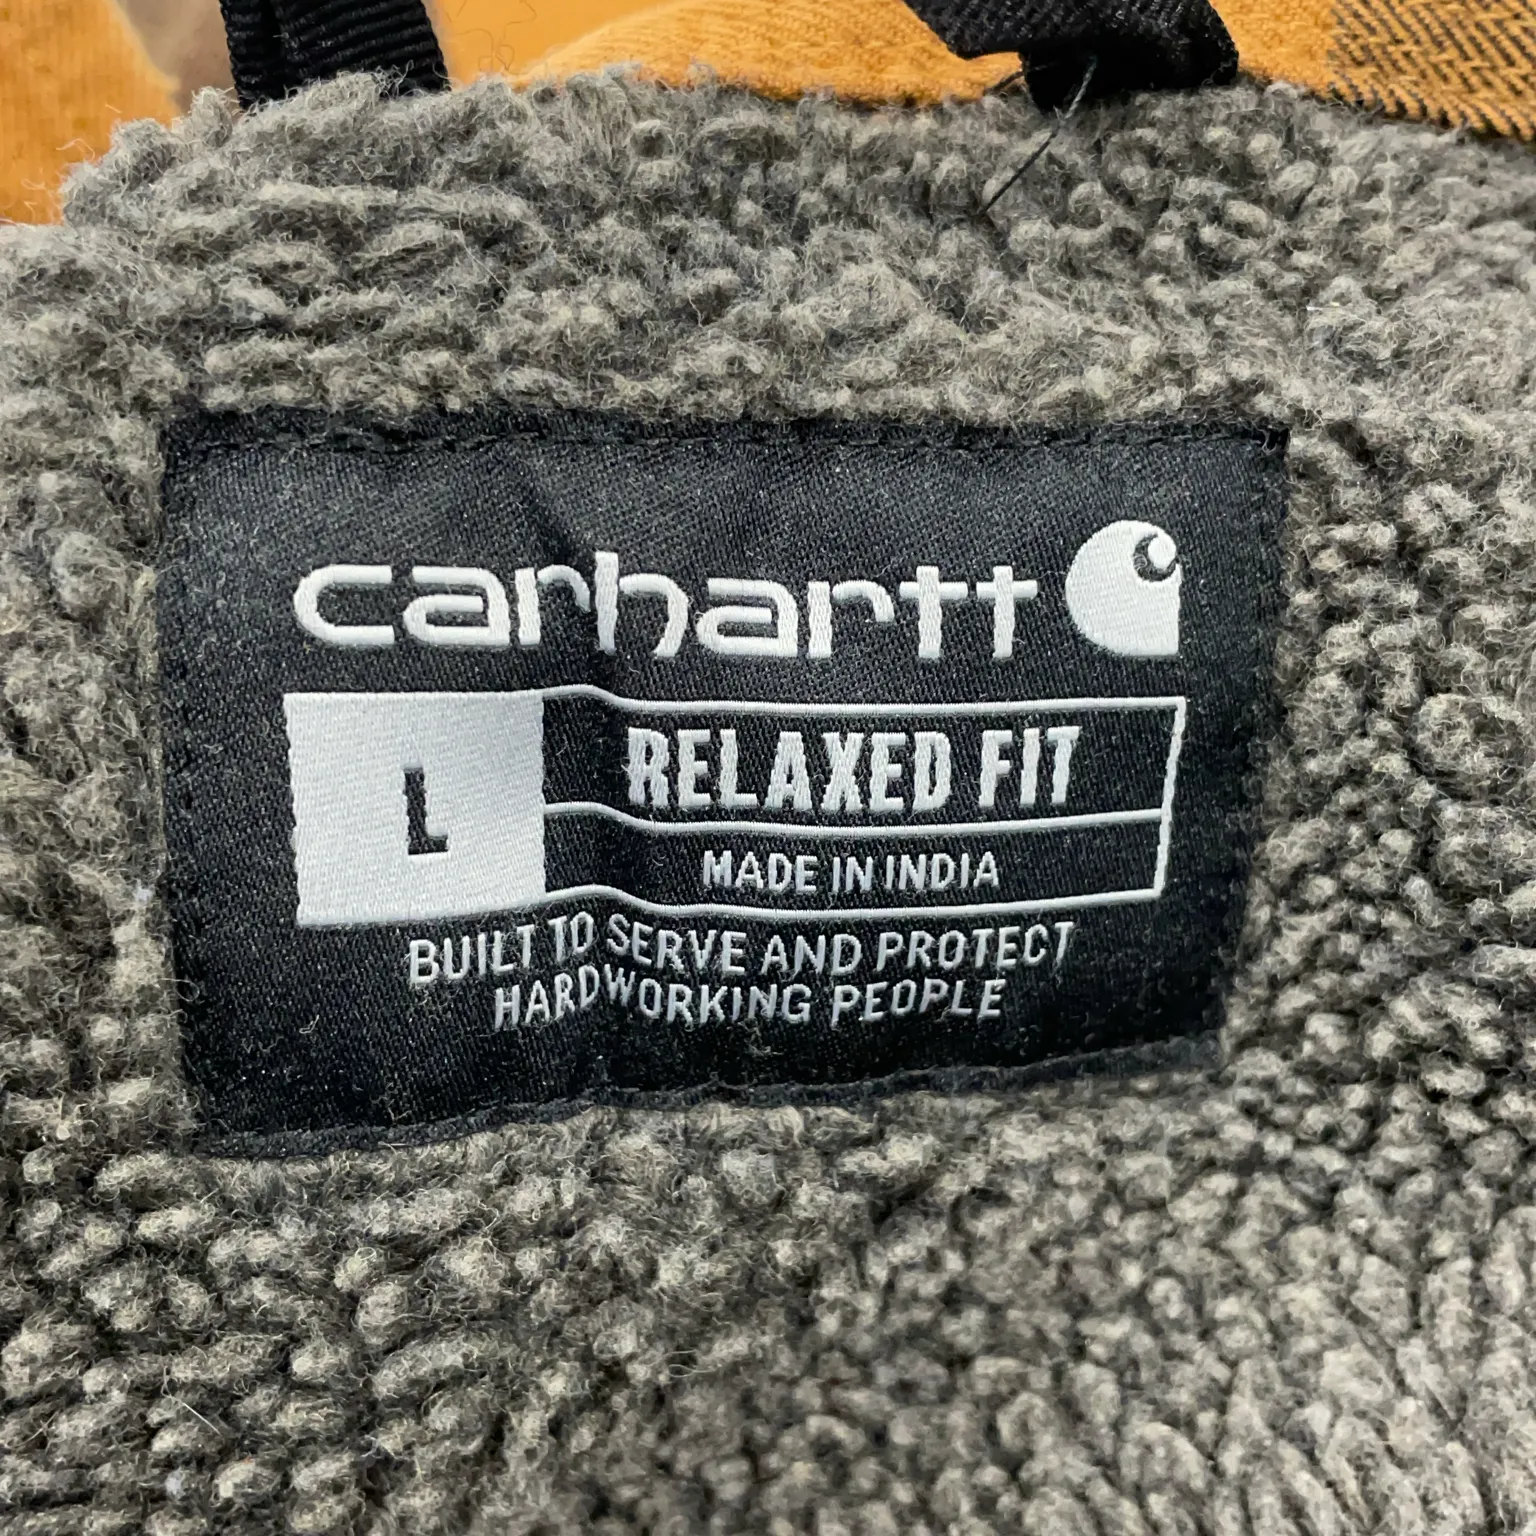 carhartt
L
RELAXED FIT
MADE IN INDIA
BUILT TO SERVE AND PROTECT
HARDWORKING PEOPLE